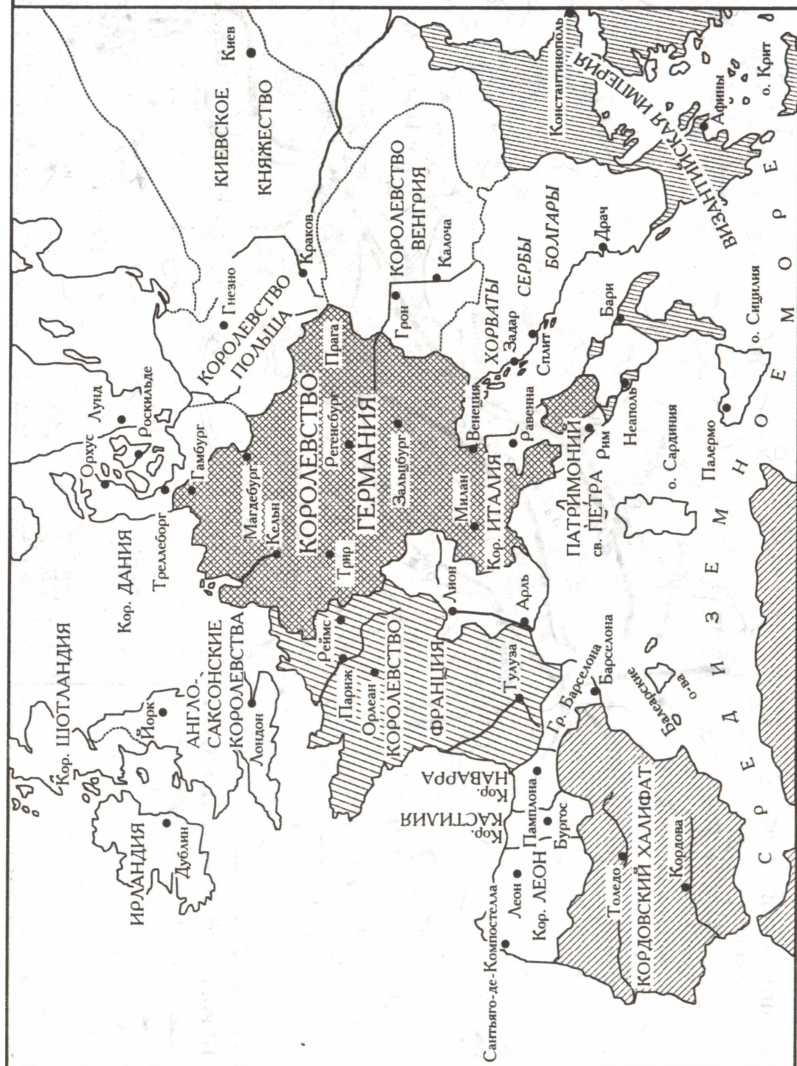 Кор. ШОТЛАНДИЯ
ИРЛАНДИЯ
Дублин
Йорк
АНГЛО-
САКСОНСКИЕ
КОРОЛЕВСТВА
Лондон
Кор. ДАНИЯ
Орхус
Лунд
Роскильде
Треллеборг
Гамбург
Магдебург
Кельн
КОРОЛЕВСТВО
ГЕРМАНИЯ
Трир
Регенсбург
Прага
Зальцбург
КОРОЛЕВСТВО
ПОЛЬША
Гнезно
Краков
КИЕВСКОЕ
КНЯЖЕСТВО
Киев
КОРОЛЕВСТВО
ВЕНГРИЯ
Грон
Калоча
Реймс
Париж
Орлеан
КОРОЛЕВСТВО
ФРАНЦИЯ
Лион
Арль
Тулуза
Милан
Венеция
Кор. ИТАЛИЯ
Равенна
ХОРВАТЫ
Задар
Сплит
СЕРБЫ
БОЛГАРЫ
Драч
Константинополь
ВИЗАНТИЙСКАЯ ИМПЕРИЯ
Афины
о. Крит
Кор.
НАВАРРА
Кор.
КАСТИЛИЯ
Памплона
Бургос
Сантьяго-де-Компостелла
Леон
Кор. ЛЕОН
Гр. Барселона
Барселона
Толедо
КОРДОВСКИЙ ХАЛИФАТ
Кордова
Балеарские
о-ва
ПАТРИМОНИЙ
св. ПЕТРА
Рим
Неаполь
Бари
о. Сардиния
Палермо
о. Сицилия
СРЕДИЗЕМНОЕ МОРЕ